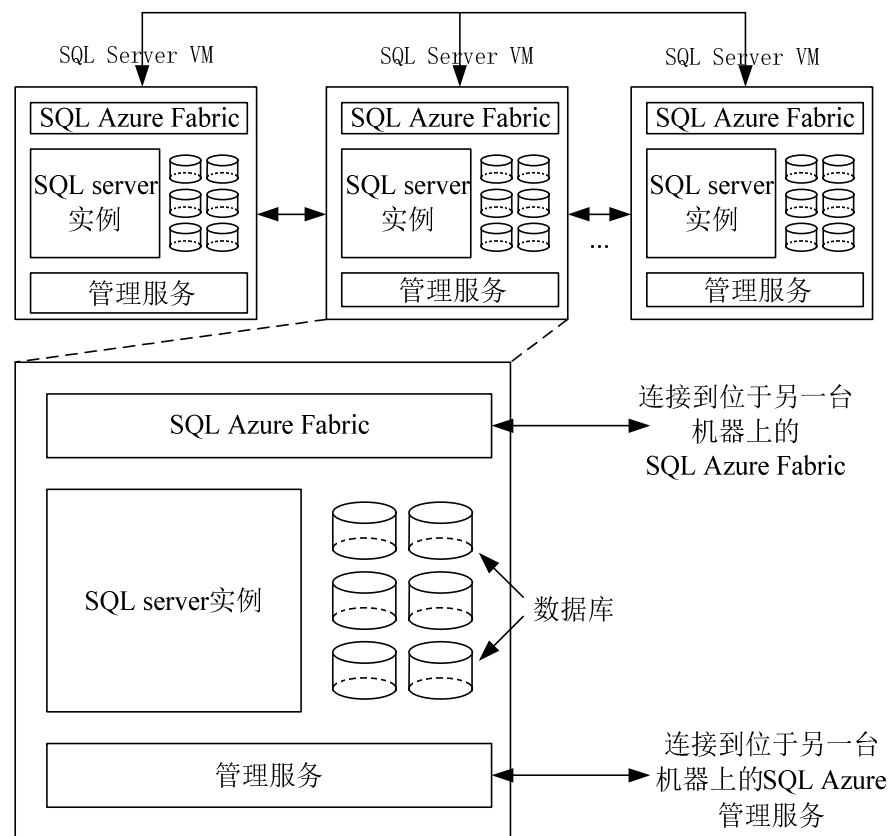 SQL Server VM
SQL Server VM
SQL Server VM
SQL Azure Fabric
SQL server
实例
管理服务
SQL Azure Fabric
SQL server
实例
管理服务
...
SQL Azure Fabric
SQL server
实例
管理服务
SQL Azure Fabric
连接到位于另一台
机器上的
SQL Azure Fabric
SQL server实例
数据库
管理服务
连接到位于另一台
机器上的SQL Azure
管理服务